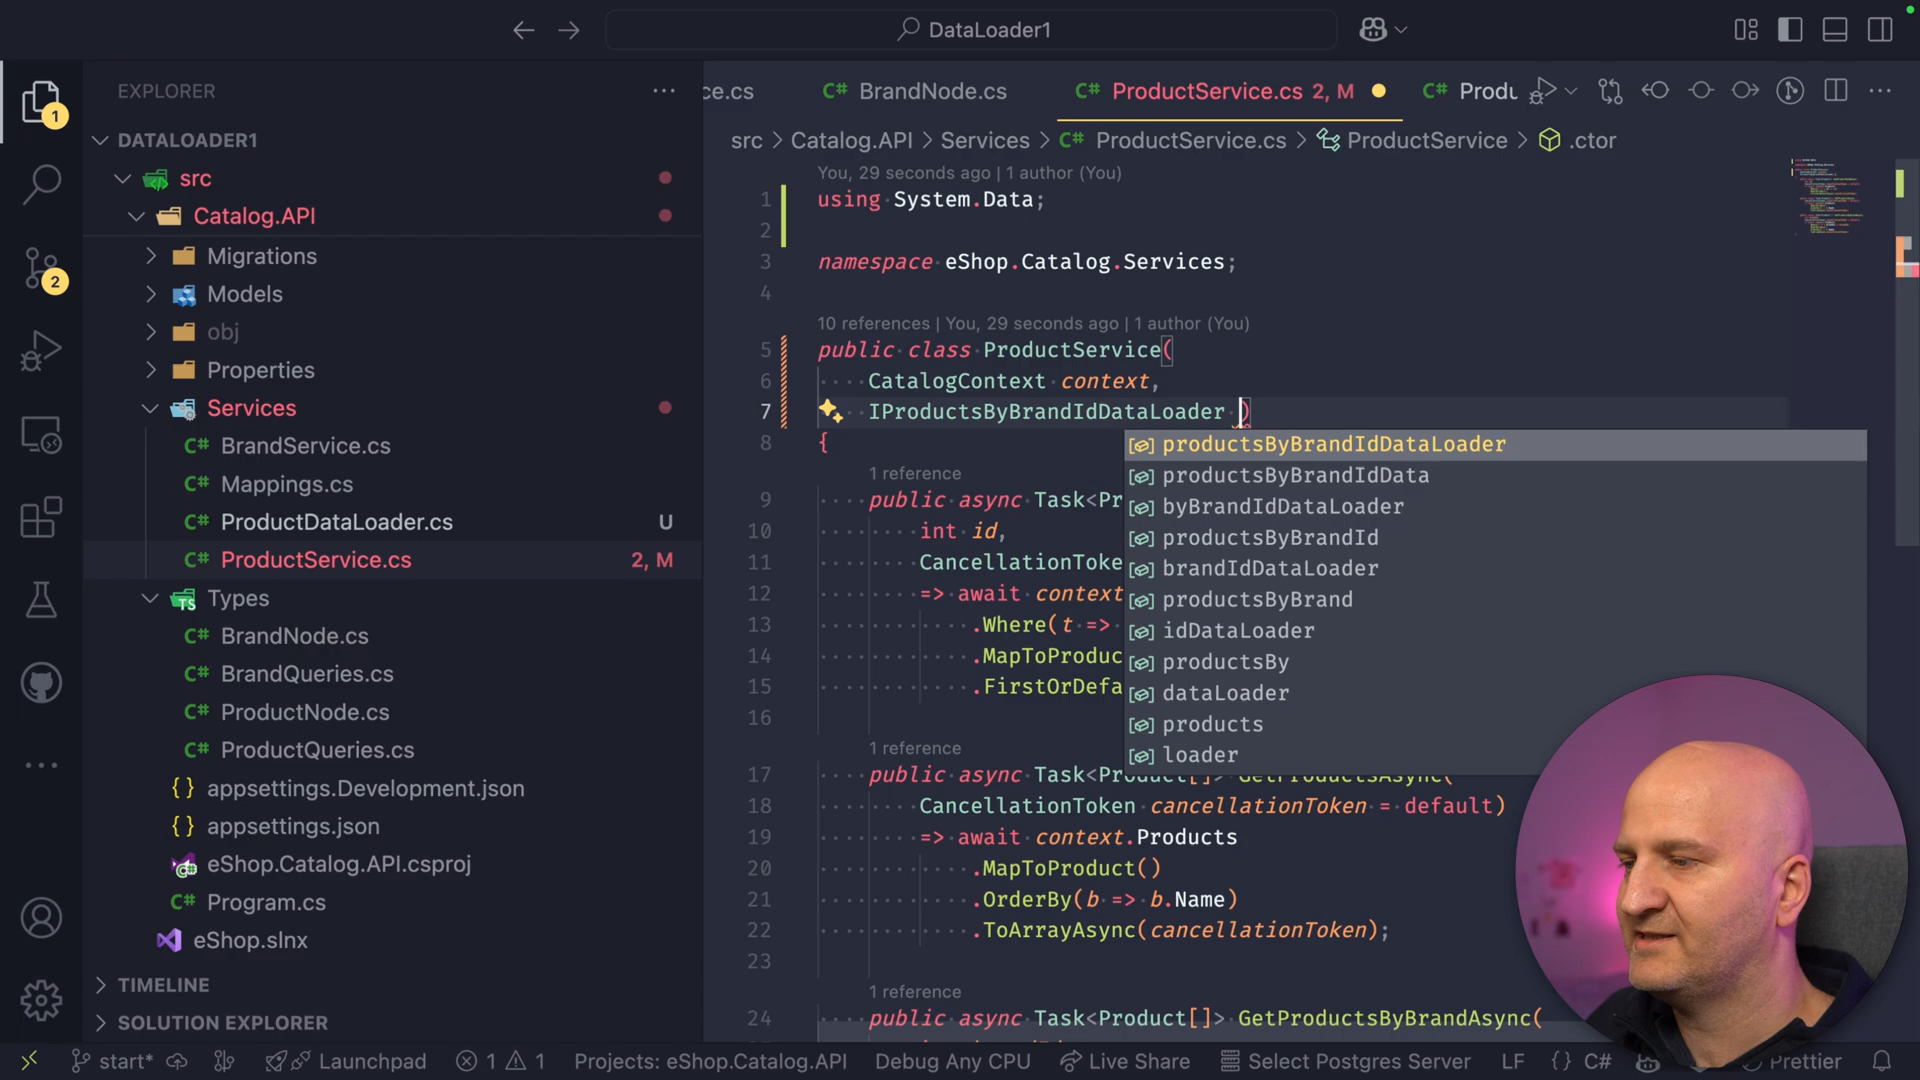 DataLoader1
EXPLORER
ce.cs
C# BrandNode.cs
C# ProductService.cs 2, M
C# Produ
1
DATALOADER1
src > Catalog.API > Services > C# ProductService.cs > ProductService > .ctor
src
Catalog.API
Migrations
Models
obj
Properties
Services
C# BrandService.cs
C# Mappings.cs
C# ProductDataLoader.cs U
C# ProductService.cs 2, M
TS Types
C# BrandNode.cs
C# BrandQueries.cs
C# ProductNode.cs
C# ProductQueries.cs
{} appsettings.Development.json
{} appsettings.json
eShop.Catalog.API.csproj
C# Program.cs
eShop.slnx
TIMELINE
SOLUTION EXPLORER
2
You, 29 seconds ago | 1 author (You)
1 using System.Data;
2
3 namespace eShop.Catalog.Services;
4
10 references | You, 29 seconds ago | 1 author (You)
5 public class ProductService(
6 CatalogContext context,
7 IProductsByBrandIdDataLoader )
8 {
1 reference
9 public async Task<Pr
10 int id,
11 CancellationToke
12 => await context
13 .Where(t =>
14 .MapToProduc
15 .FirstOrDefa
16
1 reference
17 public async Task<Product[]> GetProductsAsync(
18 CancellationToken cancellationToken = default)
19 => await context.Products
20 .MapToProduct()
21 .OrderBy(b => b.Name)
22 .ToArrayAsync(cancellationToken);
23
1 reference
24 public async Task<Product[]> GetProductsByBrandAsync(
productsByBrandIdDataLoader
productsByBrandIdData
byBrandIdDataLoader
productsByBrandId
brandIdDataLoader
productsByBrand
idDataLoader
productsBy
dataLoader
products
loader
start* Launchpad 1 1 Projects: eShop.Catalog.API Debug Any CPU Live Share Select Postgres Server LF {} C# Prettier